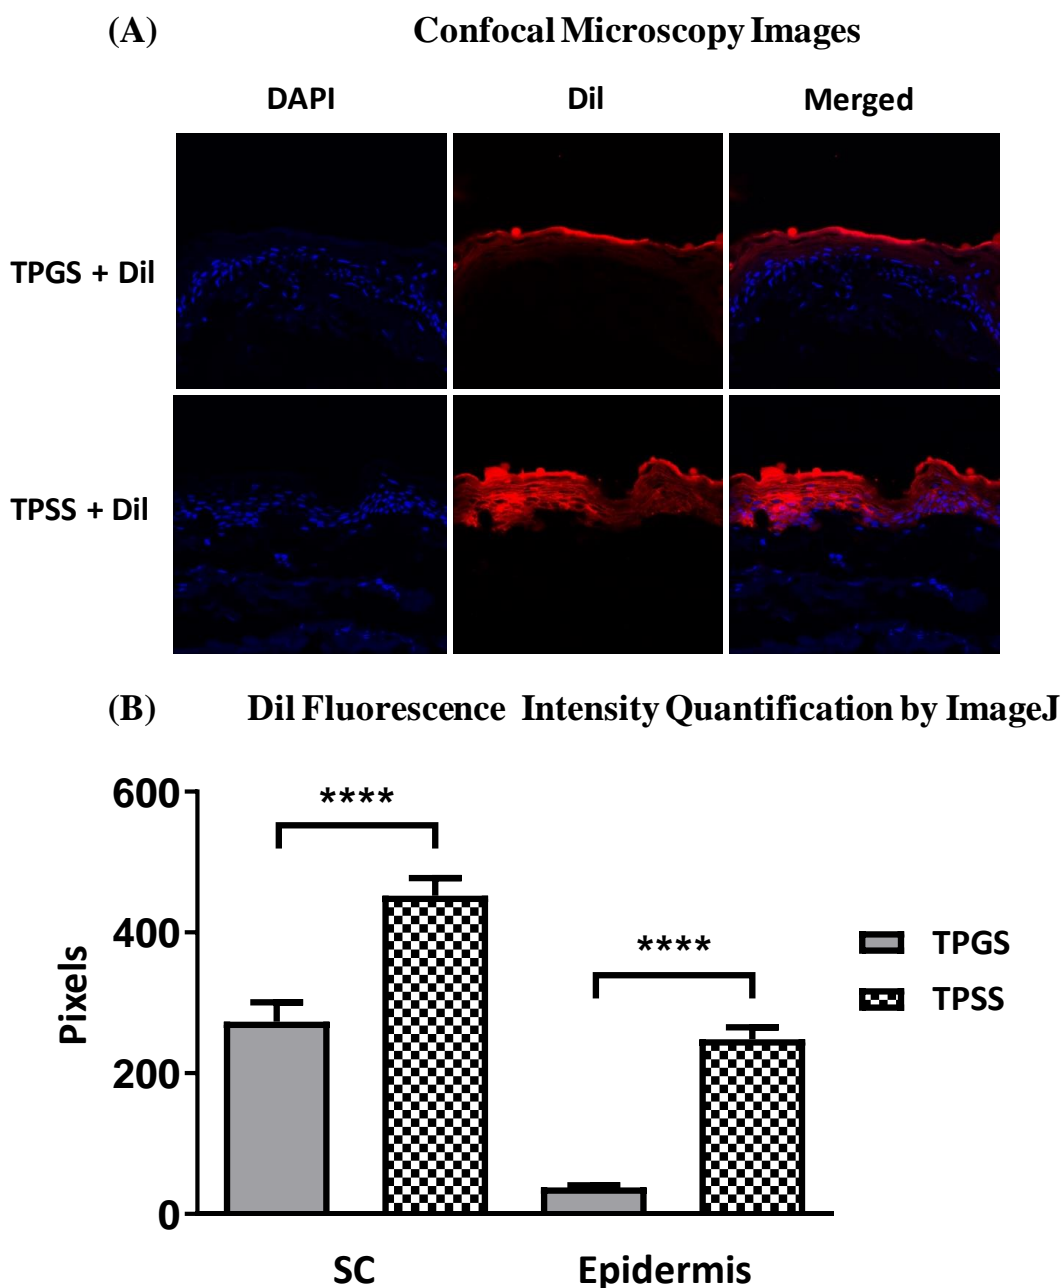 (A) Confocal Microscopy Images
DAPI Dil Merged
TPGS + Dil
TPSS + Dil
(B) Dil Fluorescence Intensity Quantification by ImageJ
600
400
200
0
Pixels
****
****
TPGS
TPSS
SC Epidermis